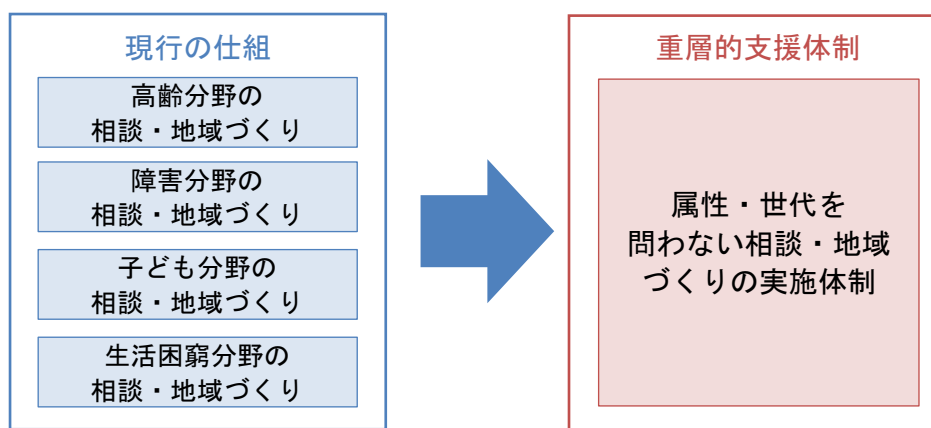 現行の仕組
高齢分野の
相談・地域づくり
障害分野の
相談・地域づくり
子ども分野の
相談・地域づくり
生活困窮分野の
相談・地域づくり
重層的支援体制
属性・世代を
問わない相談・地域
づくりの実施体制